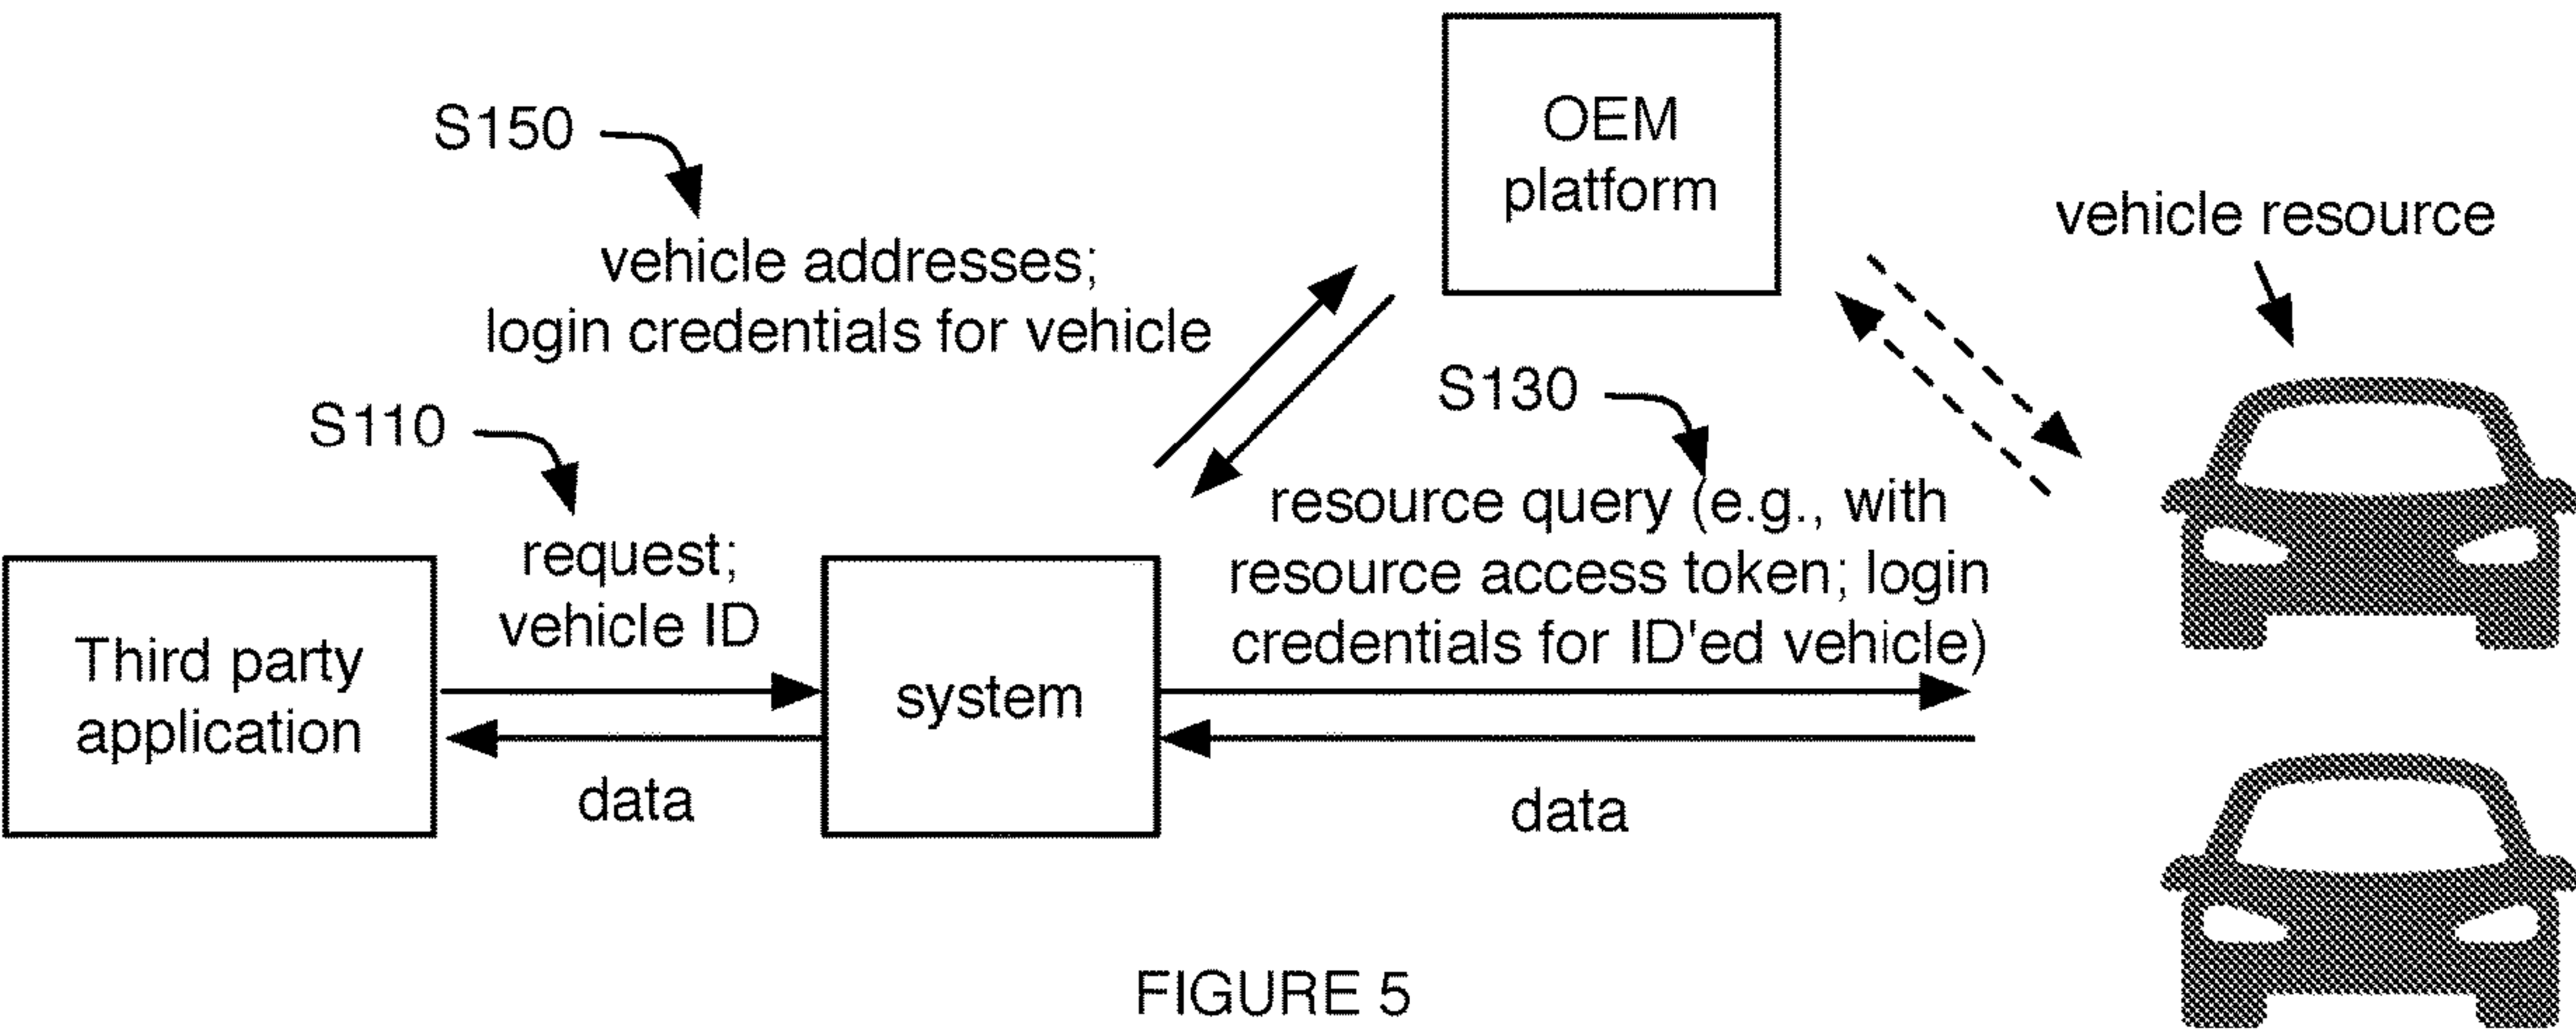 S150
vehicle addresses;
login credentials for vehicle
OEM
platform
vehicle resource
S110
request;
vehicle ID
S130
resource query (e.g., with
resource access token; login
credentials for ID'ed vehicle)
Third party
application
system
data
data
FIGURE 5